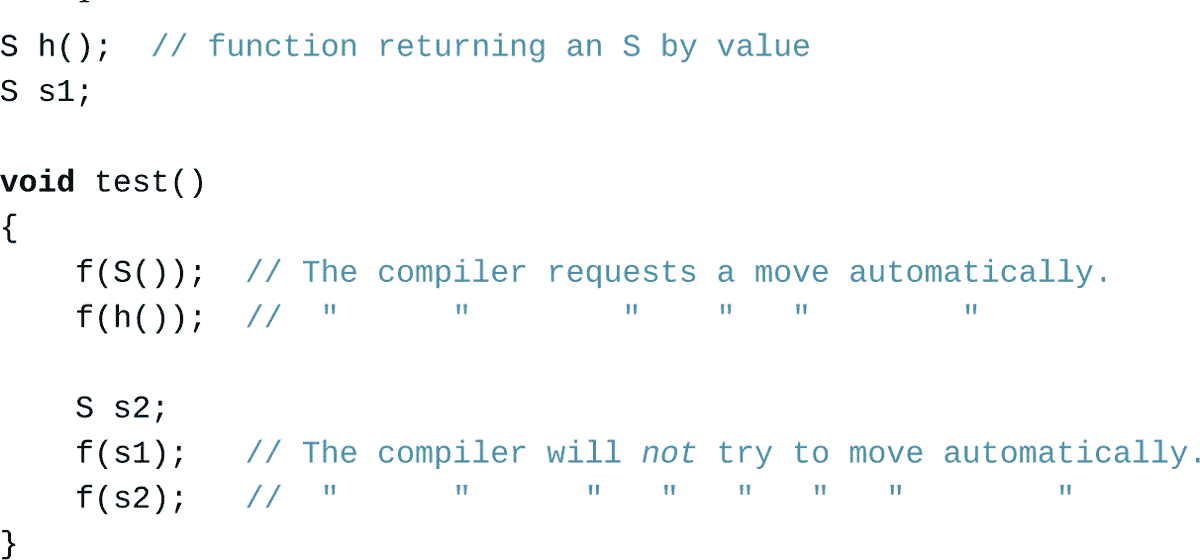 S h();  // function returning an S by value
S s1;

void test()
{
    f(S());  // The compiler requests a move automatically.
    f(h());  //  "      "        "    "   "        "

    S s2;
    f(s1);   // The compiler will not try to move automatically.
    f(s2);   //  "      "      "   "   "   "   "        "
}